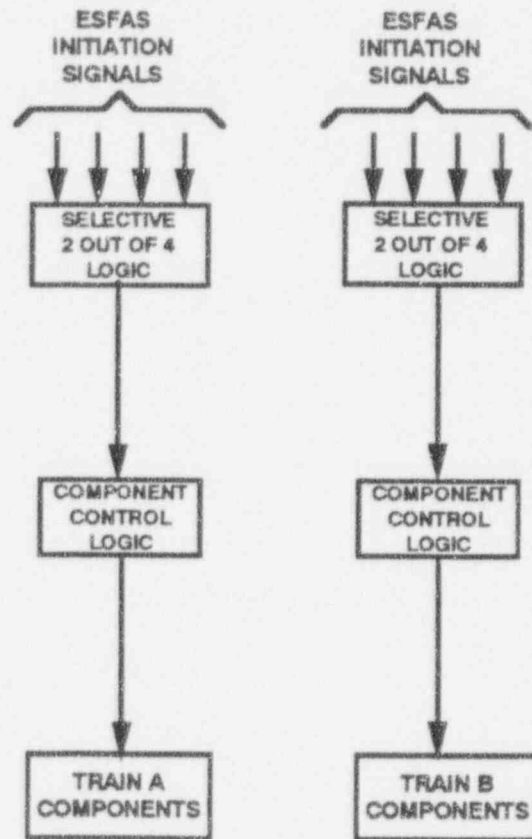 ESFAS
INITIATION
SIGNALS
SELECTIVE
2 OUT OF 4
LOGIC
COMPONENT
CONTROL
LOGIC
TRAIN A
COMPONENTS
ESFAS
INITIATION
SIGNALS
SELECTIVE
2 OUT OF 4
LOGIC
COMPONENT
CONTROL
LOGIC
TRAIN B
COMPONENTS